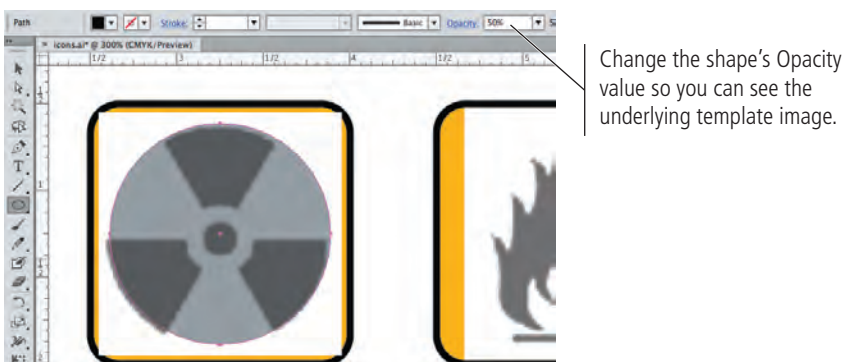 Path
Stroke:
Basic
Opacity: 50%
icons.ai* @ 300% (CMYK/Preview)
1/2 3 1/2 4 1/2 5
Change the shape's Opacity
value so you can see the
underlying template image.